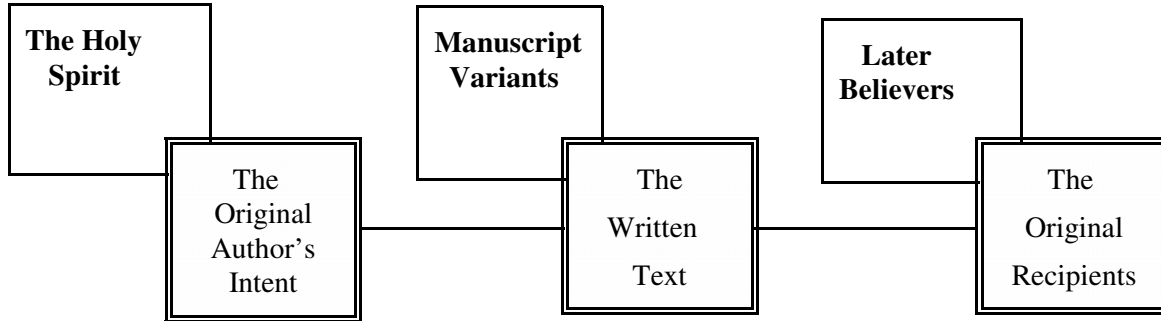 The Holy
Spirit
Manuscript
Variants
Later
Believers
The
Original
Author’s
Intent
The
Written
Text
The
Original
Recipients